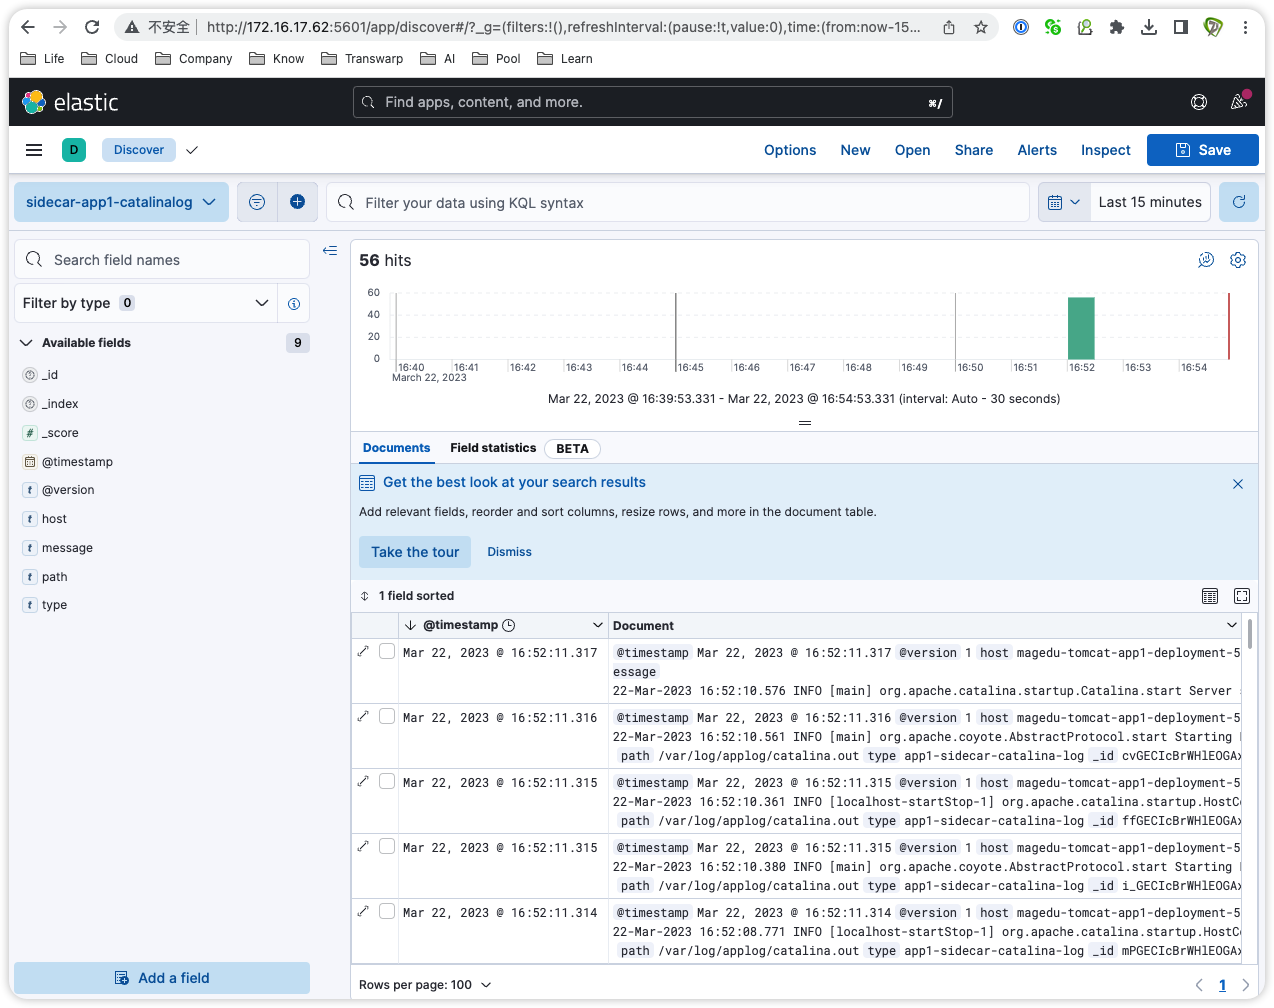 不安全 http://172.16.17.62:5601/app/discover#/?_g=(filters:!(),refreshInterval:(pause:!t,value:0),time:(from:now-15...
Life Cloud Company Know Transwarp AI Pool Learn
elastic Find apps, content, and more. ⌘/
D Discover Options New Open Share Alerts Inspect Save
sidecar-app1-catalinalog Filter your data using KQL syntax Last 15 minutes
Search field names
Filter by type 0
Available fields 9
_id
_index
# _score
@timestamp
t @version
t host
t message
t path
t type
Add a field
56 hits
60
40
20
0
16:40 16:41 16:42 16:43 16:44 16:45 16:46 16:47 16:48 16:49 16:50 16:51 16:52 16:53 16:54
March 22, 2023
Mar 22, 2023 @ 16:39:53.331 - Mar 22, 2023 @ 16:54:53.331 (interval: Auto - 30 seconds)
Documents Field statistics BETA
Get the best look at your search results
Add relevant fields, reorder and sort columns, resize rows, and more in the document table.
Take the tour Dismiss
1 field sorted
@timestamp Document
Mar 22, 2023 @ 16:52:11.317 @timestamp Mar 22, 2023 @ 16:52:11.317 @version 1 host magedu-tomcat-app1-deployment-5
essage
22-Mar-2023 16:52:10.576 INFO [main] org.apache.catalina.startup.Catalina.start Server
Mar 22, 2023 @ 16:52:11.316 @timestamp Mar 22, 2023 @ 16:52:11.316 @version 1 host magedu-tomcat-app1-deployment-5
22-Mar-2023 16:52:10.561 INFO [main] org.apache.coyote.AbstractProtocol.start Starting
path /var/log/applog/catalina.out type app1-sidecar-catalina-log _id cvGECIcBrWHlEOGAx
Mar 22, 2023 @ 16:52:11.315 @timestamp Mar 22, 2023 @ 16:52:11.315 @version 1 host magedu-tomcat-app1-deployment-5
22-Mar-2023 16:52:10.361 INFO [localhost-startStop-1] org.apache.catalina.startup.HostCo
path /var/log/applog/catalina.out type app1-sidecar-catalina-log _id ffGECIcBrWHlEOGAx
Mar 22, 2023 @ 16:52:11.315 @timestamp Mar 22, 2023 @ 16:52:11.315 @version 1 host magedu-tomcat-app1-deployment-5
22-Mar-2023 16:52:10.380 INFO [main] org.apache.coyote.AbstractProtocol.start Starting
path /var/log/applog/catalina.out type app1-sidecar-catalina-log _id i_GECIcBrWHlEOGAx
Mar 22, 2023 @ 16:52:11.314 @timestamp Mar 22, 2023 @ 16:52:11.314 @version 1 host magedu-tomcat-app1-deployment-5
22-Mar-2023 16:52:08.771 INFO [localhost-startStop-1] org.apache.catalina.startup.HostCo
path /var/log/applog/catalina.out type app1-sidecar-catalina-log _id mPGECIcBrWHlEOGAx
Rows per page: 100 1